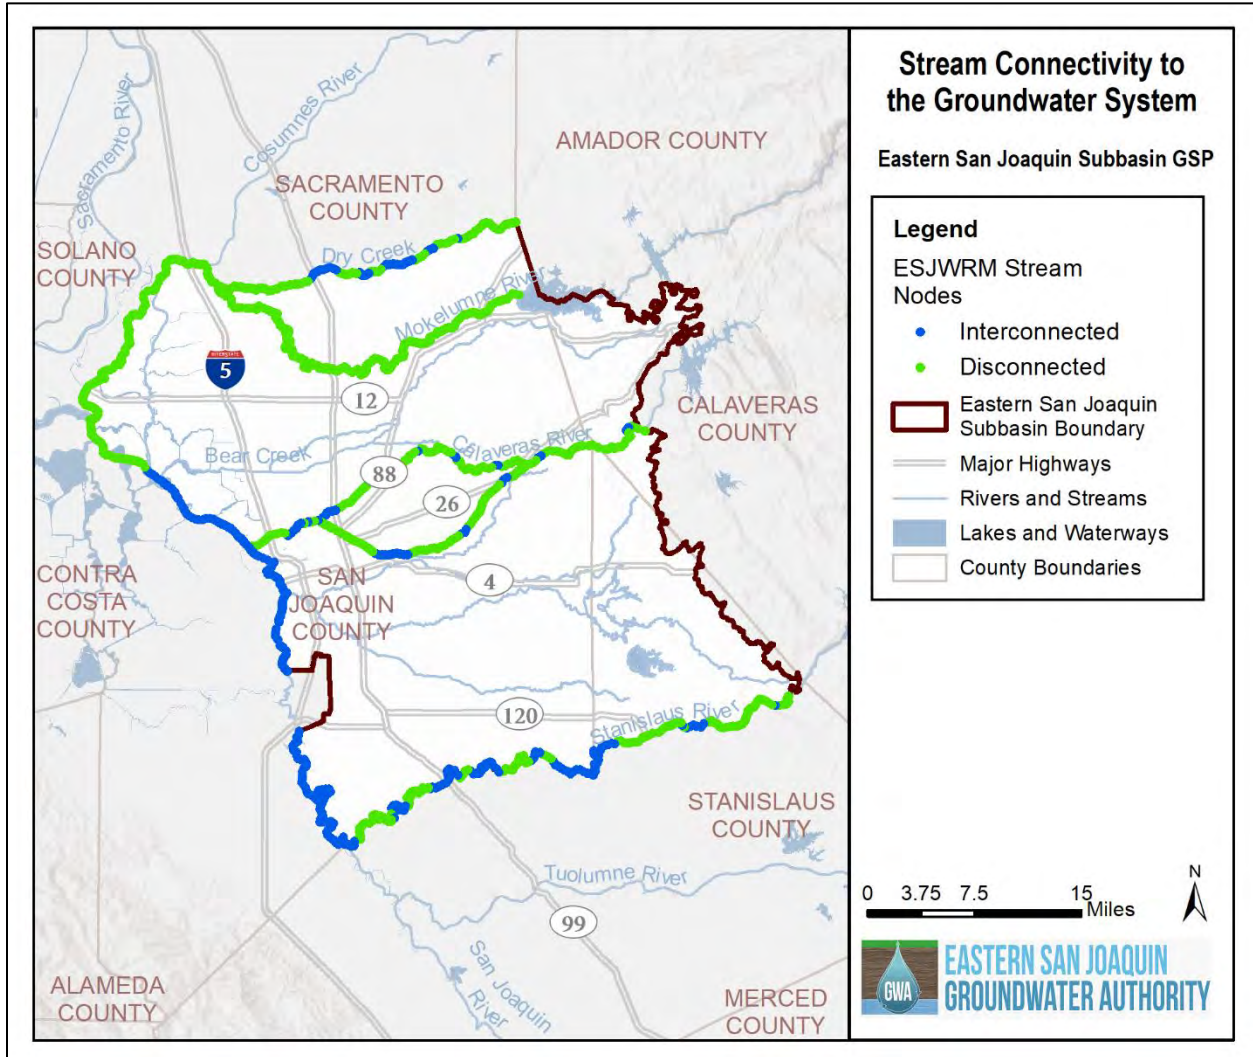 Stream Connectivity to
the Groundwater System
Eastern San Joaquin Subbasin GSP
Legend
ESJWRM Stream
Nodes
Interconnected
Disconnected
Eastern San Joaquin
Subbasin Boundary
Major Highways
Rivers and Streams
Lakes and Waterways
County Boundaries
Sacramento River
Cosumnes River
AMADOR COUNTY
SACRAMENTO
COUNTY
SOLANO
COUNTY
Dry Creek
Mokelumne River
INTERSTATE
5
12
CALAVERAS
COUNTY
Calaveras River
Bear Creek
88
26
CONTRA
COSTA
COUNTY
SAN
JOAQUIN
COUNTY
4
120
Stanislaus River
STANISLAUS
COUNTY
Tuolumne River
99
San Joaquin
River
ALAMEDA
COUNTY
MERCED
COUNTY
N
0 3.75 7.5 15
Miles
GWA
EASTERN SAN JOAQUIN
GROUNDWATER AUTHORITY